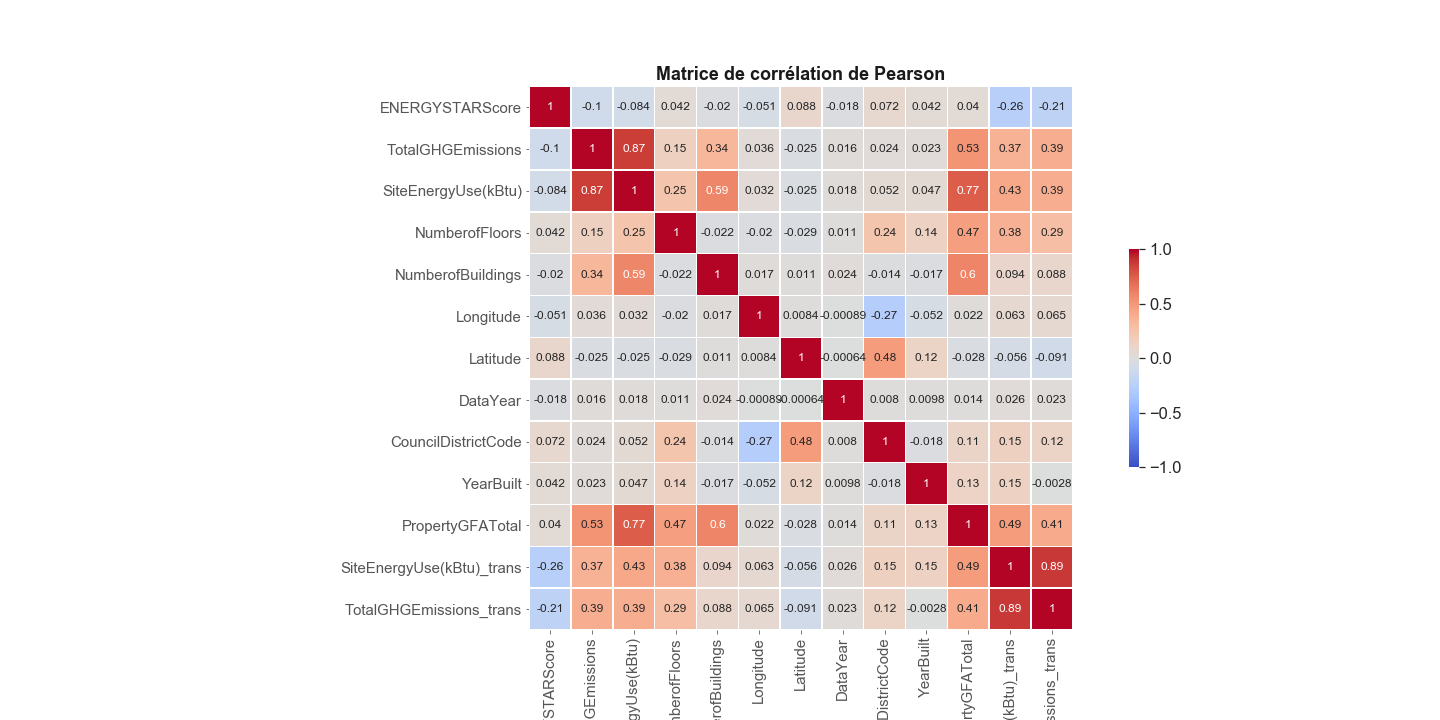 Matrice de corrélation de Pearson
ENERGYSTARScore 1 -0.1 -0.084 0.042 -0.02 -0.051 0.088 -0.018 0.072 0.042 0.04 -0.26 -0.21
TotalGHGEmissions -0.1 1 0.87 0.15 0.34 0.036 -0.025 0.016 0.024 0.023 0.53 0.37 0.39
SiteEnergyUse(kBtu) -0.084 0.87 1 0.25 0.59 0.032 -0.025 0.018 0.052 0.047 0.77 0.43 0.39
NumberofFloors 0.042 0.15 0.25 1 -0.022 -0.02 -0.029 0.011 0.24 0.14 0.47 0.38 0.29
NumberofBuildings -0.02 0.34 0.59 -0.022 1 0.017 0.011 0.024 -0.014 -0.017 0.6 0.094 0.088
Longitude -0.051 0.036 0.032 -0.02 0.017 1 0.0084 -0.00089 -0.27 -0.052 0.022 0.063 0.065
Latitude 0.088 -0.025 -0.025 -0.029 0.011 0.0084 1 -0.00064 0.48 0.12 -0.028 -0.056 -0.091
DataYear -0.018 0.016 0.018 0.011 0.024 -0.00089 -0.00064 1 0.008 0.0098 0.014 0.026 0.023
CouncilDistrictCode 0.072 0.024 0.052 0.24 -0.014 -0.27 0.48 0.008 1 -0.018 0.11 0.15 0.12
YearBuilt 0.042 0.023 0.047 0.14 -0.017 -0.052 0.12 0.0098 -0.018 1 0.13 0.15 -0.0028
PropertyGFATotal 0.04 0.53 0.77 0.47 0.6 0.022 -0.028 0.014 0.11 0.13 1 0.49 0.41
SiteEnergyUse(kBtu)_trans -0.26 0.37 0.43 0.38 0.094 0.063 -0.056 0.026 0.15 0.15 0.49 1 0.89
TotalGHGEmissions_trans -0.21 0.39 0.39 0.29 0.088 0.065 -0.091 0.023 0.12 -0.0028 0.41 0.89 1
YSTARScore
GEmissions
rgyUse(kBtu)
nberofFloors
erofBuildings
Longitude
Latitude
DataYear
DistrictCode
YearBuilt
rtyGFATotal
(kBtu)_trans
ssions_trans
1.0
0.5
0.0
−0.5
−1.0